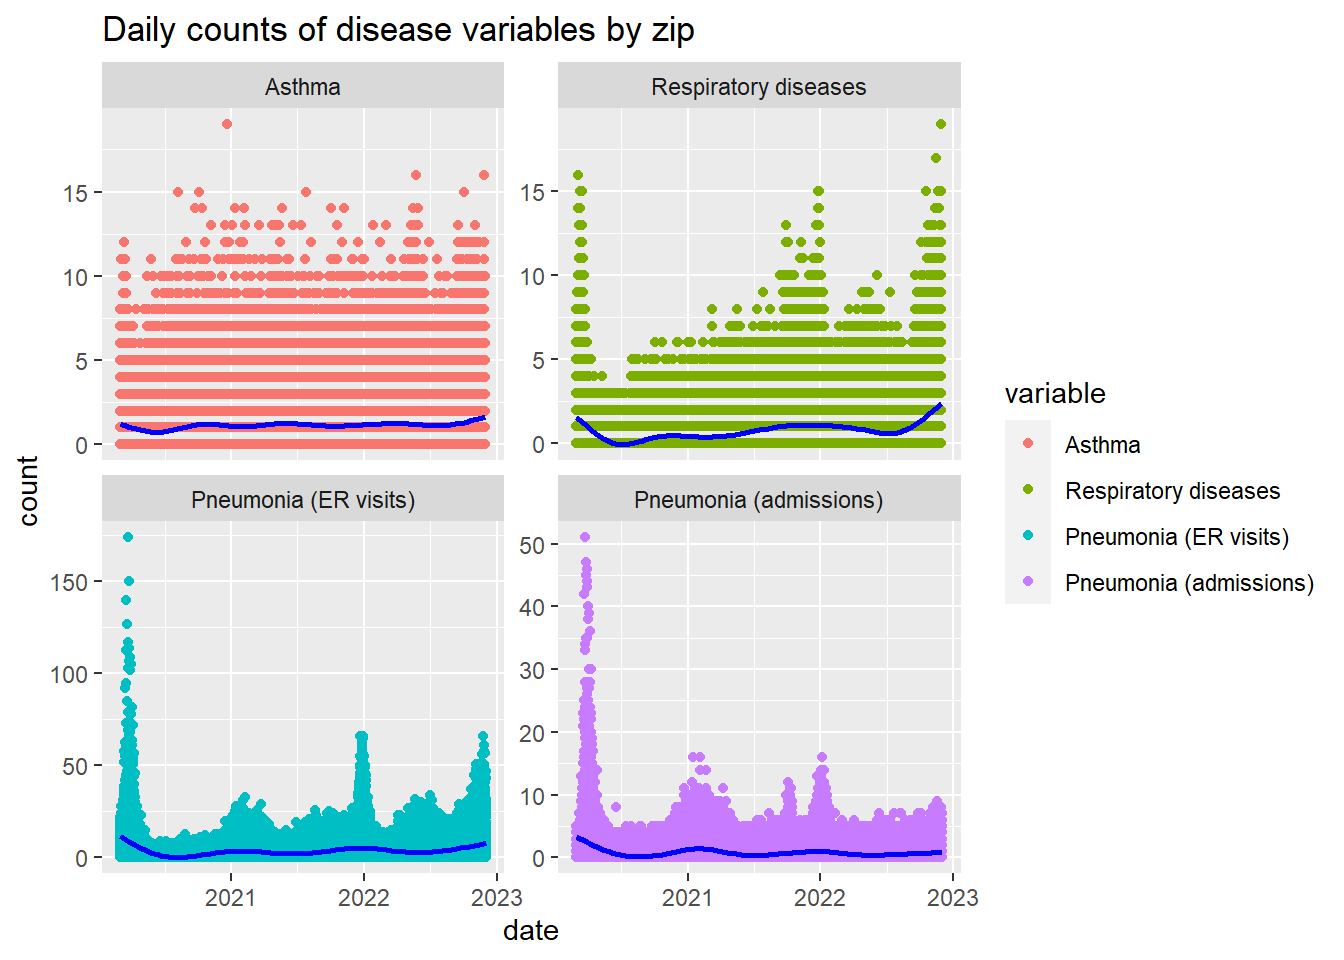 Daily counts of disease variables by zip
Asthma
Respiratory diseases
15
10
5
0
15
10
5
0
Pneumonia (ER visits)
Pneumonia (admissions)
150
100
50
0
50
40
30
20
10
0
2021
2022
2023
2021
2022
2023
date
count
variable
Asthma
Respiratory diseases
Pneumonia (ER visits)
Pneumonia (admissions)